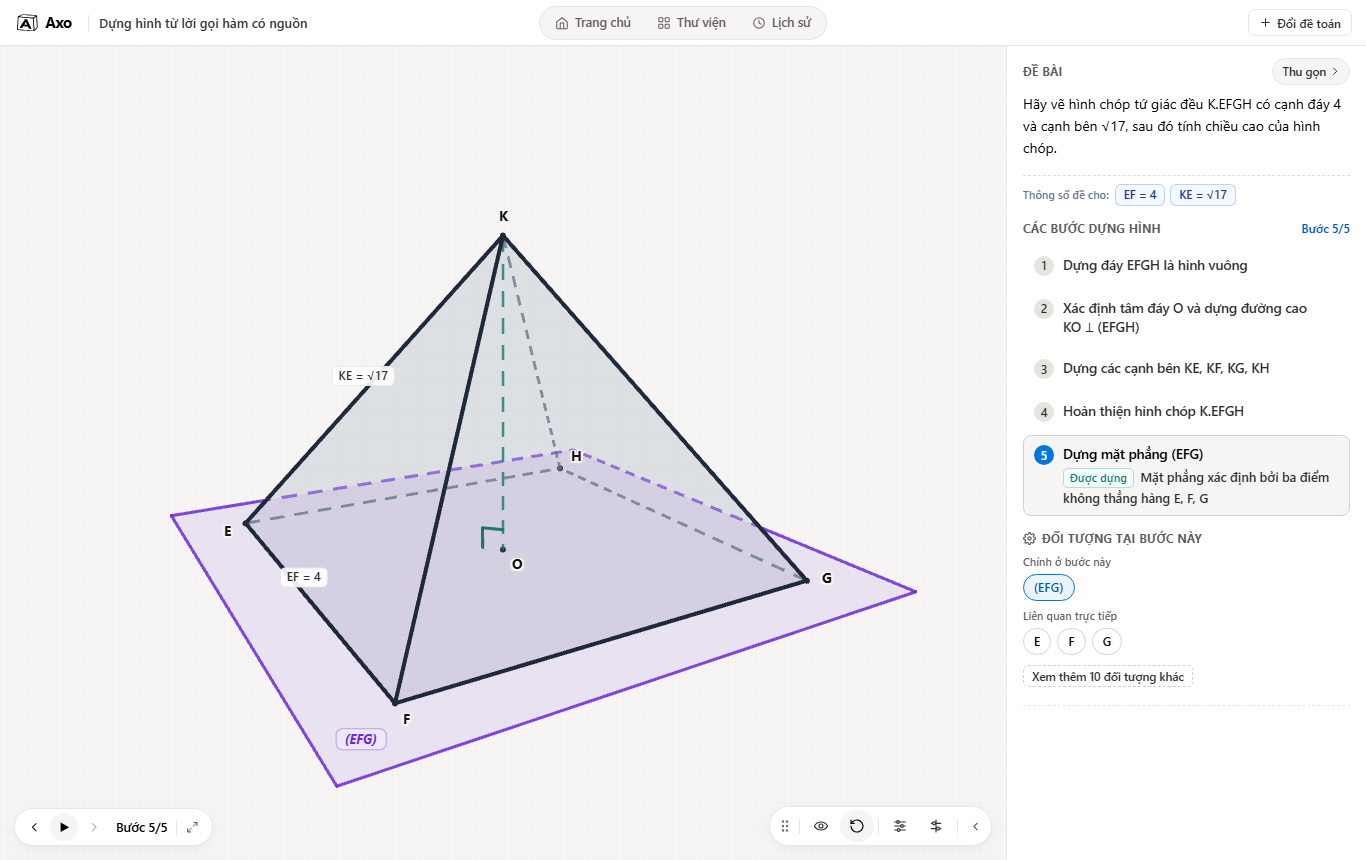 Axo
Dựng hình từ lời gọi hàm có nguồn
Trang chủ
Thư viện
Lịch sử
Đổi đề toán
K
KE = √17
H
E
EF = 4
O
G
F
(EFG)
Bước 5/5
ĐỀ BÀI
Thu gọn
Hãy vẽ hình chóp tứ giác đều K.EFGH có cạnh đáy 4
và cạnh bên √17, sau đó tính chiều cao của hình
chóp.
Thông số đề cho:
EF = 4
KE = √17
CÁC BƯỚC DỰNG HÌNH
Bước 5/5
1 Dựng đáy EFGH là hình vuông
2 Xác định tâm đáy O và dựng đường cao
KO ⊥ (EFGH)
3 Dựng các cạnh bên KE, KF, KG, KH
4 Hoàn thiện hình chóp K.EFGH
5 Dựng mặt phẳng (EFG)
Được dựng Mặt phẳng xác định bởi ba điểm
không thẳng hàng E, F, G
ĐỐI TƯỢNG TẠI BƯỚC NÀY
Chính ở bước này
(EFG)
Liên quan trực tiếp
E F G
Xem thêm 10 đối tượng khác